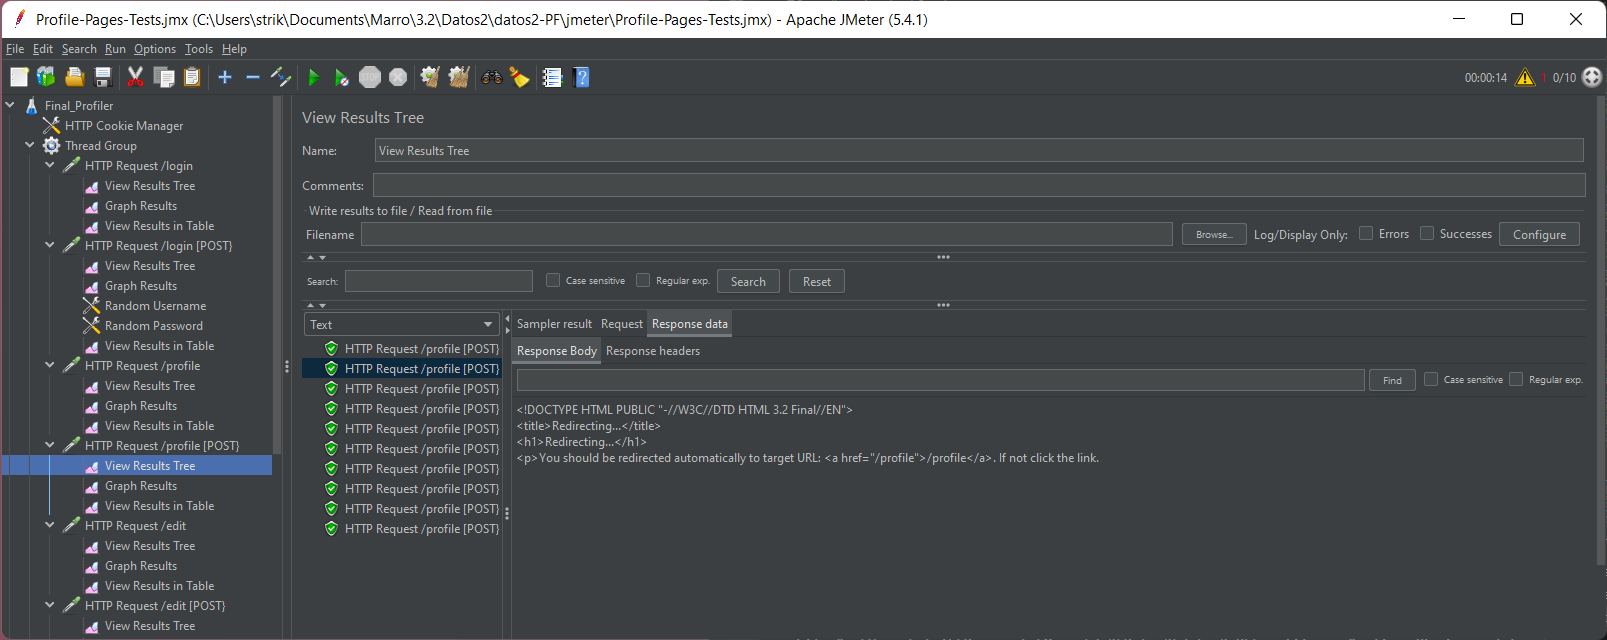 Profile-Pages-Tests.jmx (C:\Users\strik\Documents\Marro\3.2\Datos2\datos2-PF\jmeter\Profile-Pages-Tests.jmx) - Apache JMeter (5.4.1)
File Edit Search Run Options Tools Help
STOP 00:00:14 1 0/10
Final_Profiler
HTTP Cookie Manager
Thread Group
HTTP Request /login
View Results Tree
Graph Results
View Results in Table
HTTP Request /login [POST}
View Results Tree
Graph Results
Random Username
Random Password
View Results in Table
HTTP Request /profile
View Results Tree
Graph Results
View Results in Table
HTTP Request /profile [POST}
View Results Tree
Graph Results
View Results in Table
HTTP Request /edit
View Results Tree
Graph Results
View Results in Table
HTTP Request /edit [POST}
View Results Tree
View Results Tree
Name: View Results Tree
Comments:
Write results to file / Read from file
Filename Browse... Log/Display Only: Errors Successes Configure
Search: Case sensitive Regular exp. Search Reset
Text
HTTP Request /profile [POST}
HTTP Request /profile [POST}
HTTP Request /profile [POST}
HTTP Request /profile [POST}
HTTP Request /profile [POST}
HTTP Request /profile [POST}
HTTP Request /profile [POST}
HTTP Request /profile [POST}
HTTP Request /profile [POST}
HTTP Request /profile [POST}
Sampler result Request Response data
Response Body Response headers
Find Case sensitive Regular exp.
<!DOCTYPE HTML PUBLIC "-//W3C//DTD HTML 3.2 Final//EN">
<title>Redirecting...</title>
<h1>Redirecting...</h1>
<p>You should be redirected automatically to target URL: <a href="/profile">/profile</a>. If not click the link.